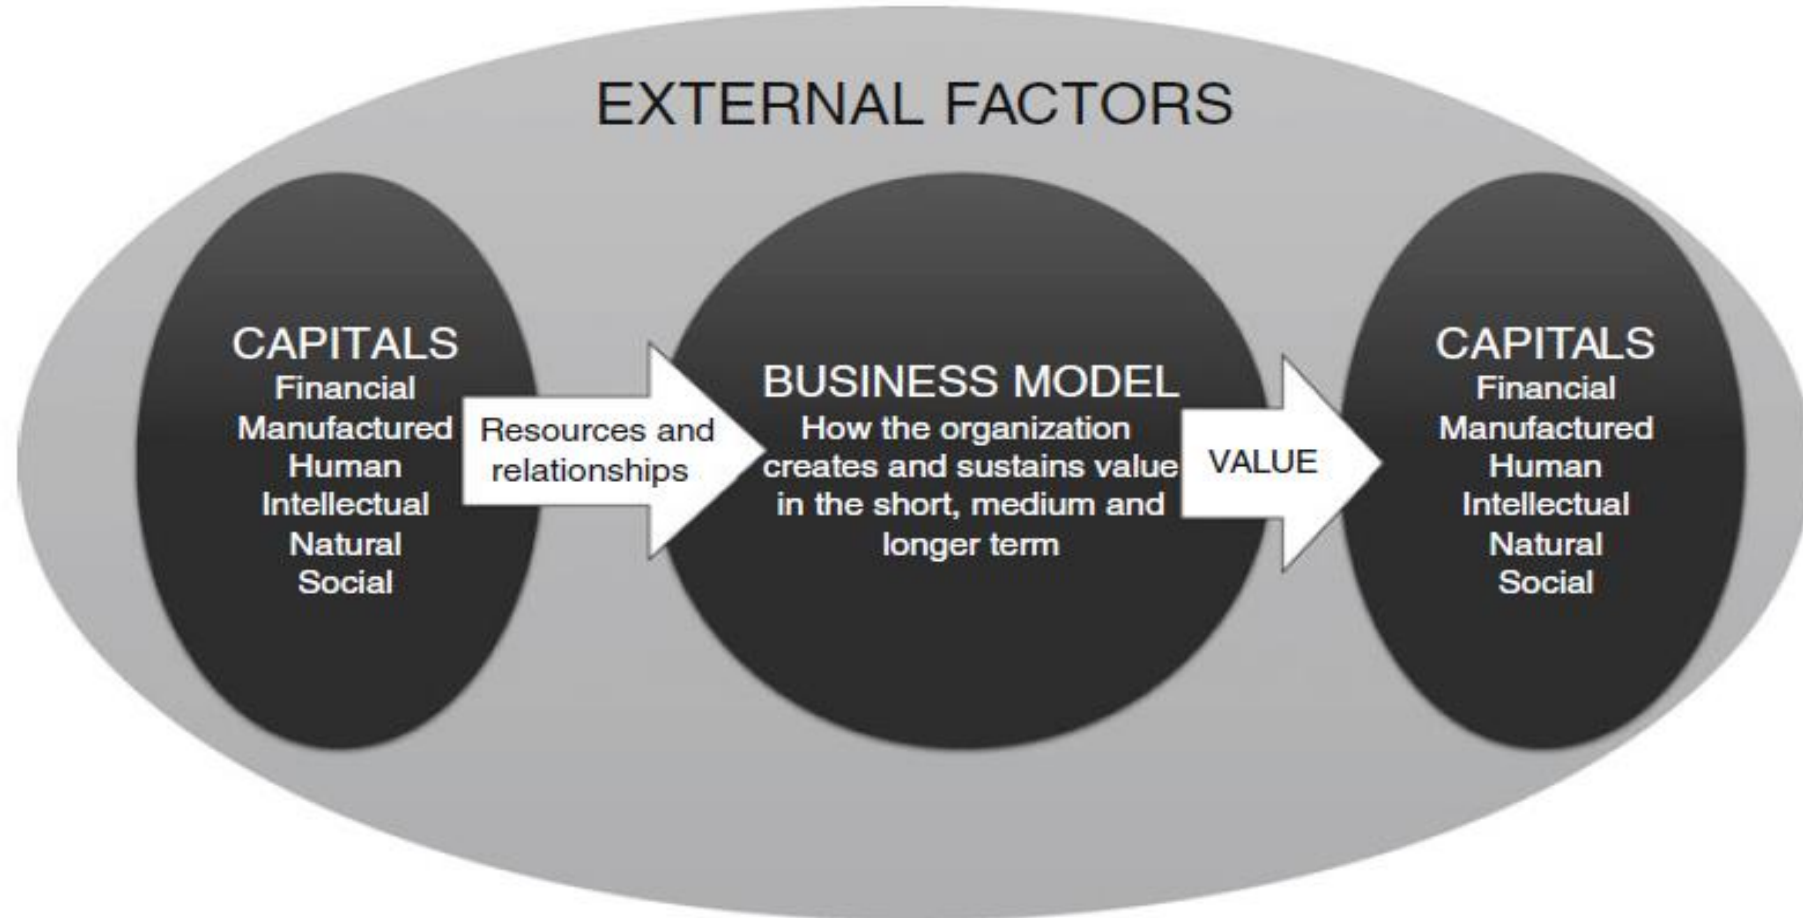 EXTERNAL FACTORS
CAPITALS
Financial
Manufactured
Human
Intellectual
Natural
Social
Resources and
relationships
BUSINESS MODEL
How the organization
creates and sustains value
in the short, medium and
longer term
VALUE
CAPITALS
Financial
Manufactured
Human
Intellectual
Natural
Social